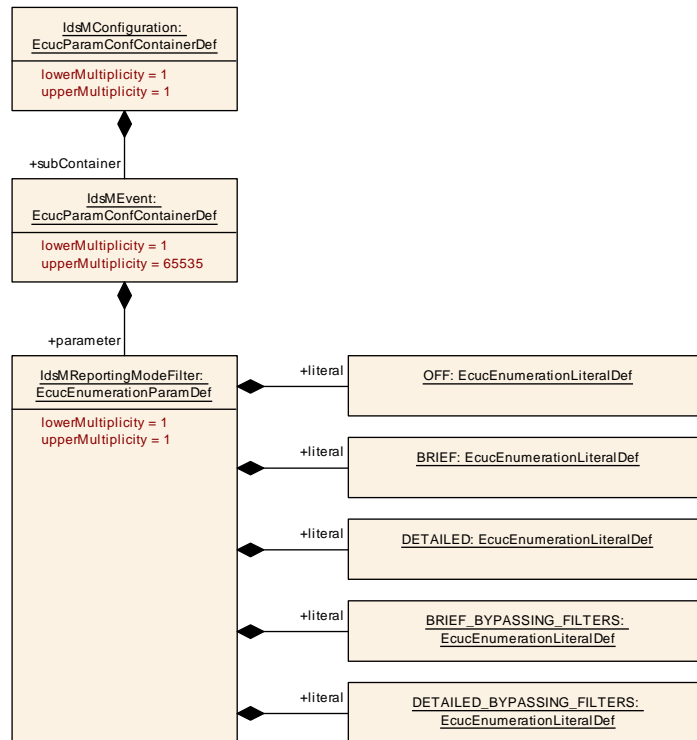 IdsMConfiguration:
EcucParamConfContainerDef
lowerMultiplicity = 1
upperMultiplicity = 1
+subContainer
IdsMEvent:
EcucParamConfContainerDef
lowerMultiplicity = 1
upperMultiplicity = 65535
+parameter
IdsMReportingModeFilter:
EcucEnumerationParamDef
lowerMultiplicity = 1
upperMultiplicity = 1
+literal
OFF: EcucEnumerationLiteralDef
+literal
BRIEF: EcucEnumerationLiteralDef
+literal
DETAILED: EcucEnumerationLiteralDef
+literal
BRIEF_BYPASSING_FILTERS:
EcucEnumerationLiteralDef
+literal
DETAILED_BYPASSING_FILTERS:
EcucEnumerationLiteralDef